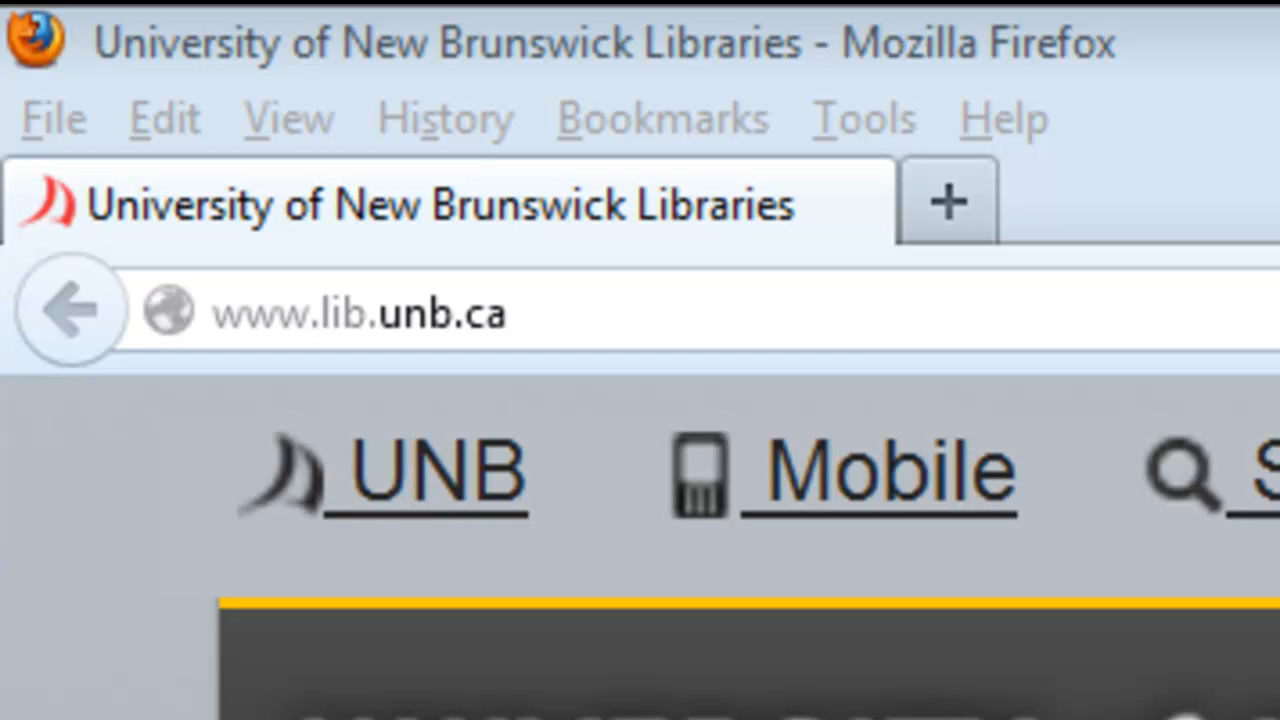 University of New Brunswick Libraries - Mozilla Firefox
File Edit View History Bookmarks Tools Help
University of New Brunswick Libraries +
www.lib.unb.ca
UNB Mobile